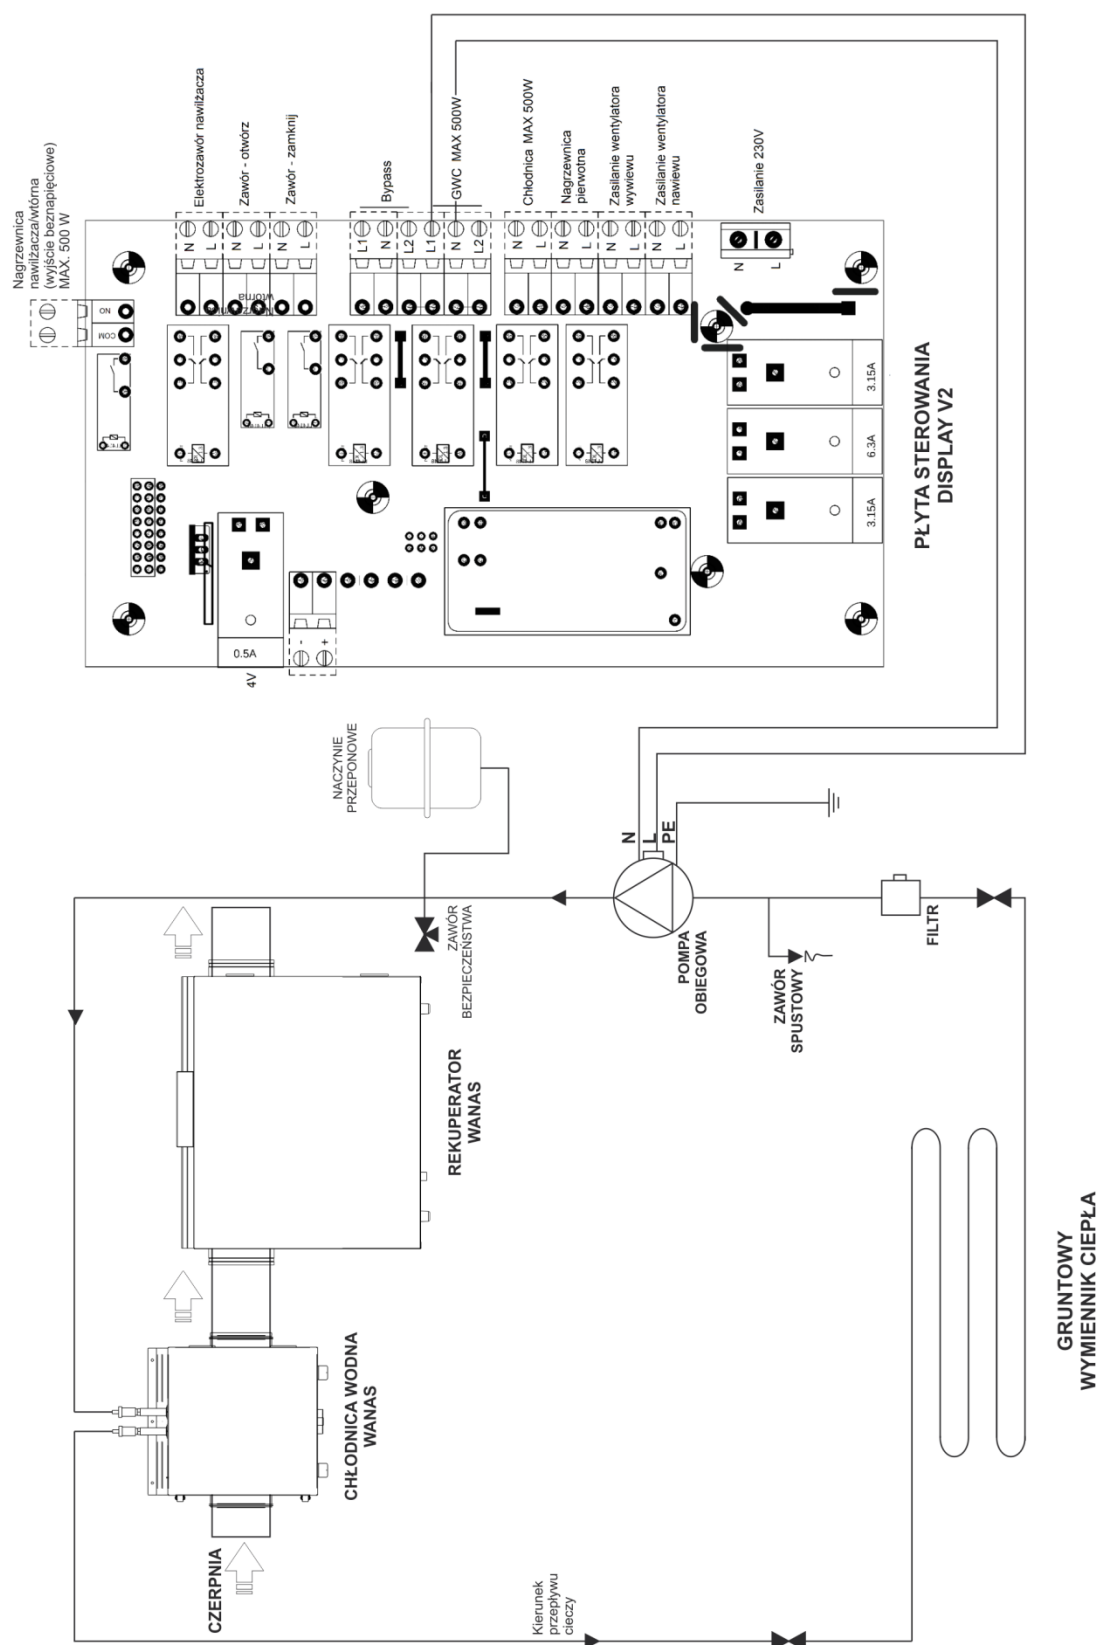 Nagrzewnica
nawilżacza/wtórna
(wyjście beznapięciowe)
MAX. 500 W
NO
COM
Elektrozawór nawilżacza
Zawór - otwórz
Zawór - zamknij
Bypass
GWC MAX 500W
Chłodnica MAX 500W
Nagrzewnica
pierwotna
Zasilanie wentylatora
wywiewu
Zasilanie wentylatora
nawiewu
Zasilanie 230V
N
L
N
L
N
L
L1
N
L2
L1
N
L2
N
L
N
L
N
L
N
L
N
L
Nagrzewnica
wtorna
3.15A
6.3A
3.15A
0.5A
4V
-
+
PŁYTA STEROWANIA
DISPLAY V2
NACZYNIE
PRZEPONOWE
ZAWÓR
BEZPIECZEŃSTWA
N
L
PE
POMPA
OBIEGOWA
ZAWÓR
SPUSTOWY
FILTR
REKUPERATOR
WANAS
CHŁODNICA WODNA
WANAS
CZERPNIA
Kierunek
przepływu
cieczy
GRUNTOWY
WYMIENNIK CIEPŁA